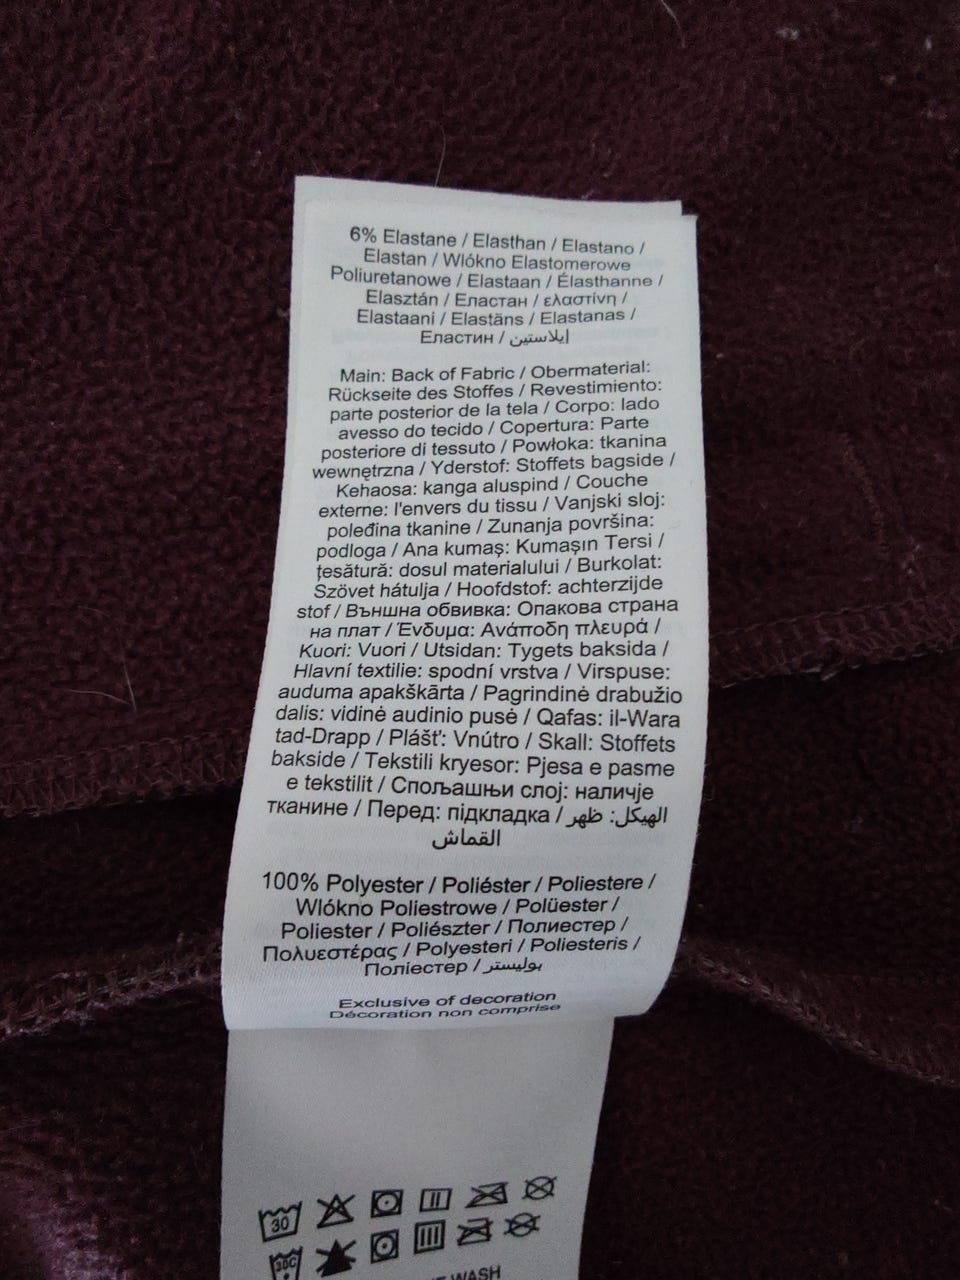 6% Elastane / Elasthan / Elastano /
Elastan / Włókno Elastomerowe
Poliuretanowe / Elastaan / Élasthanne /
Elasztán / Еластан / ελαστίνη /
Elastaani / Elastāns / Elastanas /
Еластин / إيلاستين
Main: Back of Fabric / Obermaterial:
Rückseite des Stoffes / Revestimiento:
parte posterior de la tela / Corpo: lado
avesso do tecido / Copertura: Parte
posteriore di tessuto / Powłoka: tkanina
wewnętrzna / Yderstof: Stoffets bagside /
Kehaosa: kanga aluspind / Couche
externe: l'envers du tissu / Vanjski sloj:
poleđina tkanine / Zunanja površina:
podloga / Ana kumaş: Kumaşın Tersi /
țesătură: dosul materialului / Burkolat:
Szövet hátulja / Hoofdstof: achterzijde
stof / Външна обвивка: Опакова страна
на плат / Ένδυμα: Ανάποδη πλευρά /
Kuori: Vuori / Utsidan: Tygets baksida /
Hlavní textilie: spodní vrstva / Virspuse:
auduma apakškārta / Pagrindinė drabužio
dalis: vidinė audinio pusė / Qafas: il-Wara
tad-Drapp / Plášť: Vnútro / Skall: Stoffets
bakside / Tekstili kryesor: Pjesa e pasme
e tekstilit / Спољашњи слој: наличје
тканине / Перед: підкладка / الهيكل: ظهر
القماش
100% Polyester / Poliéster / Poliestere /
Włókno Poliestrowe / Polüester /
Poliester / Poliészter / Полиестер /
Πολυεστέρας / Polyesteri / Poliesteris /
Поліестер / بوليستر
Exclusive of decoration
Décoration non comprise
30
30C
WASH